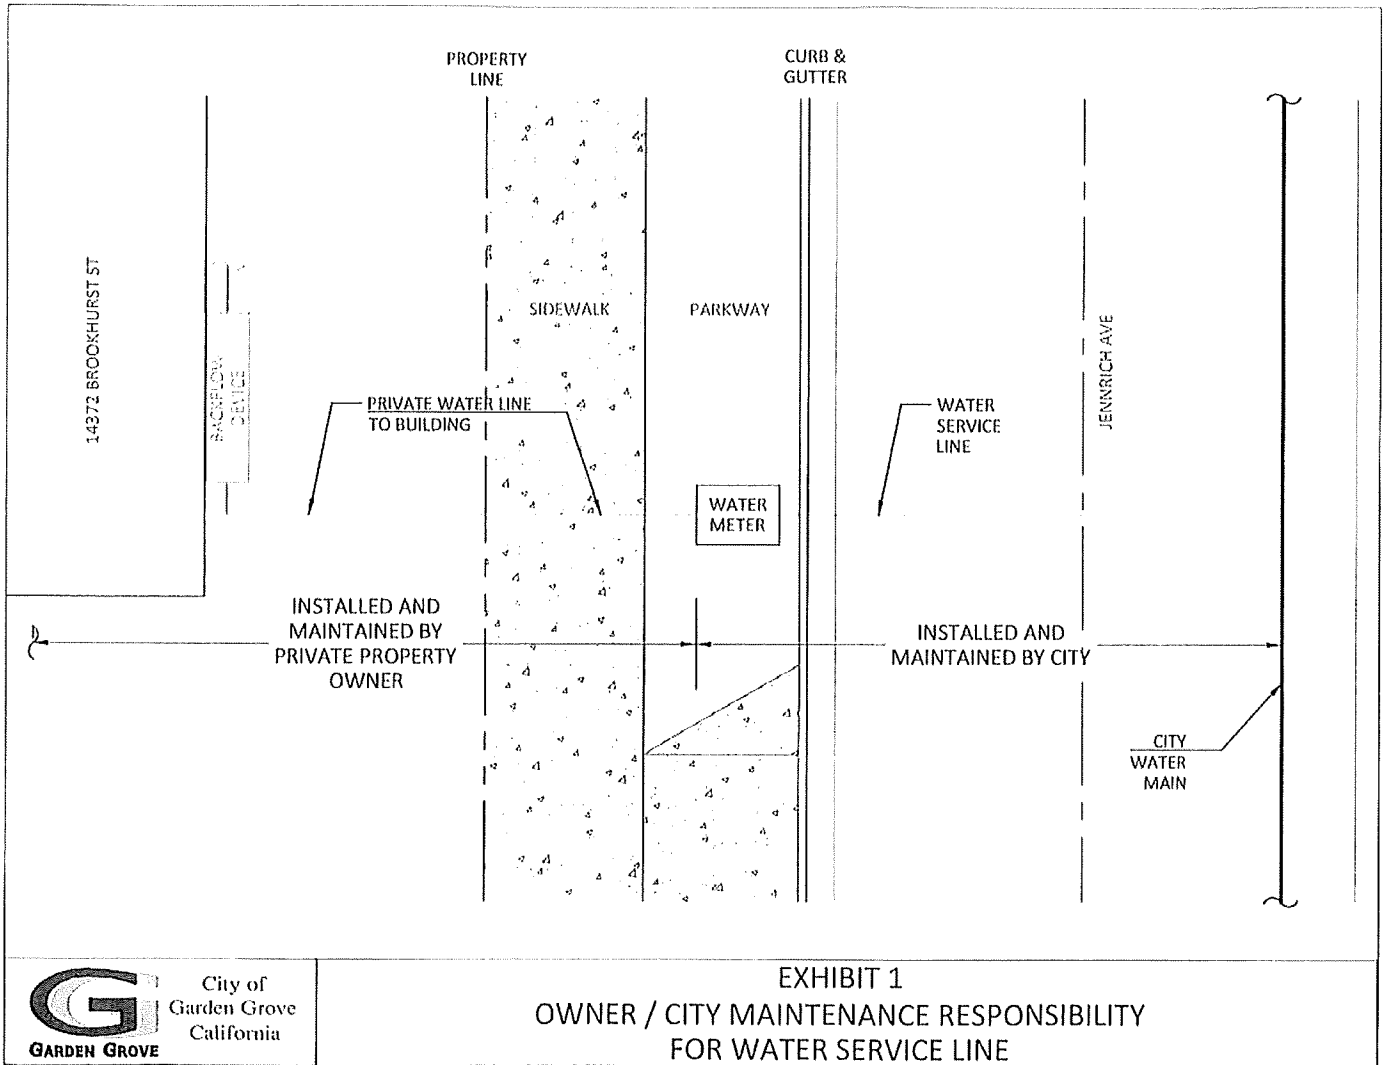 PROPERTY
LINE
CURB &
GUTTER
14372 BROOKHURST ST
BACKFLOW
DEVICE
SIDEWALK
PARKWAY
JENNRICH AVE
PRIVATE WATER LINE
TO BUILDING
WATER
SERVICE
LINE
WATER
METER
INSTALLED AND
MAINTAINED BY
PRIVATE PROPERTY
OWNER
INSTALLED AND
MAINTAINED BY CITY
CITY
WATER
MAIN
GARDEN GROVE
City of
Garden Grove
California
EXHIBIT 1
OWNER / CITY MAINTENANCE RESPONSIBILITY
FOR WATER SERVICE LINE